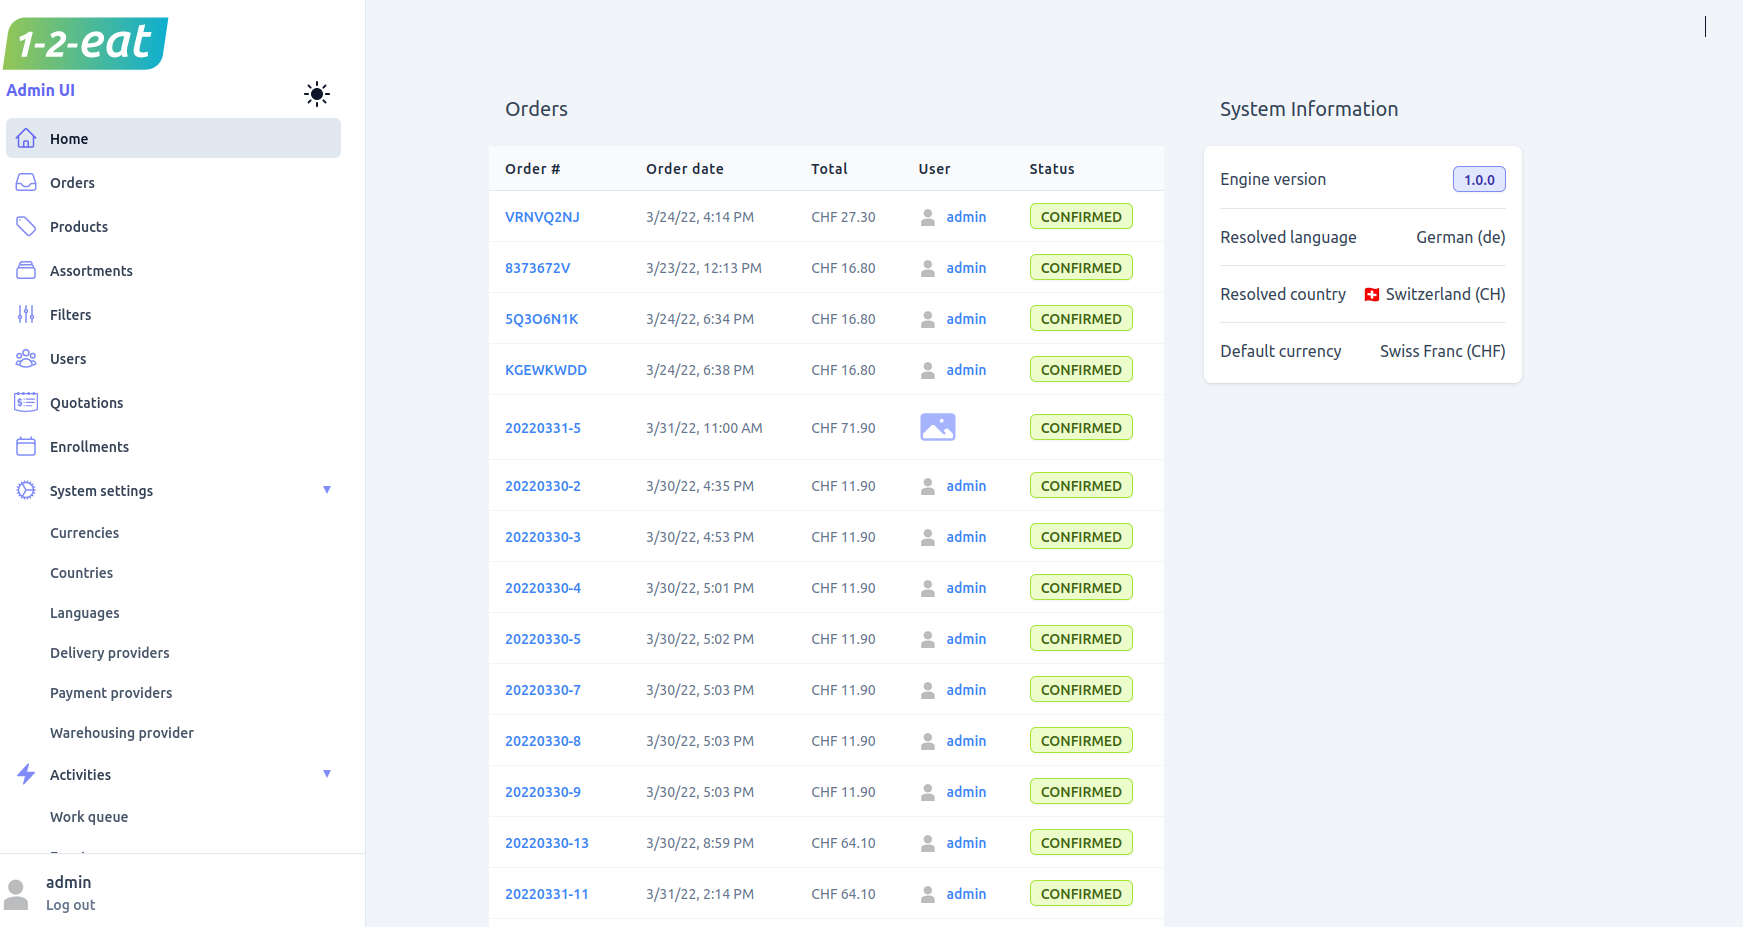 1-2-eat
Admin UI
Home
Orders
Products
Assortments
Filters
Users
Quotations
Enrollments
System settings
Currencies
Countries
Languages
Delivery providers
Payment providers
Warehousing provider
Activities
Work queue
admin
Log out
Orders
Order # Order date Total User Status
VRNVQ2NJ 3/24/22, 4:14 PM CHF 27.30 admin CONFIRMED
8373672V 3/23/22, 12:13 PM CHF 16.80 admin CONFIRMED
5Q3O6N1K 3/24/22, 6:34 PM CHF 16.80 admin CONFIRMED
KGEWKWDD 3/24/22, 6:38 PM CHF 16.80 admin CONFIRMED
20220331-5 3/31/22, 11:00 AM CHF 71.90 CONFIRMED
20220330-2 3/30/22, 4:35 PM CHF 11.90 admin CONFIRMED
20220330-3 3/30/22, 4:53 PM CHF 11.90 admin CONFIRMED
20220330-4 3/30/22, 5:01 PM CHF 11.90 admin CONFIRMED
20220330-5 3/30/22, 5:02 PM CHF 11.90 admin CONFIRMED
20220330-7 3/30/22, 5:03 PM CHF 11.90 admin CONFIRMED
20220330-8 3/30/22, 5:03 PM CHF 11.90 admin CONFIRMED
20220330-9 3/30/22, 5:03 PM CHF 11.90 admin CONFIRMED
20220330-13 3/30/22, 8:59 PM CHF 64.10 admin CONFIRMED
20220331-11 3/31/22, 2:14 PM CHF 64.10 admin CONFIRMED
System Information
Engine version 1.0.0
Resolved language German (de)
Resolved country Switzerland (CH)
Default currency Swiss Franc (CHF)